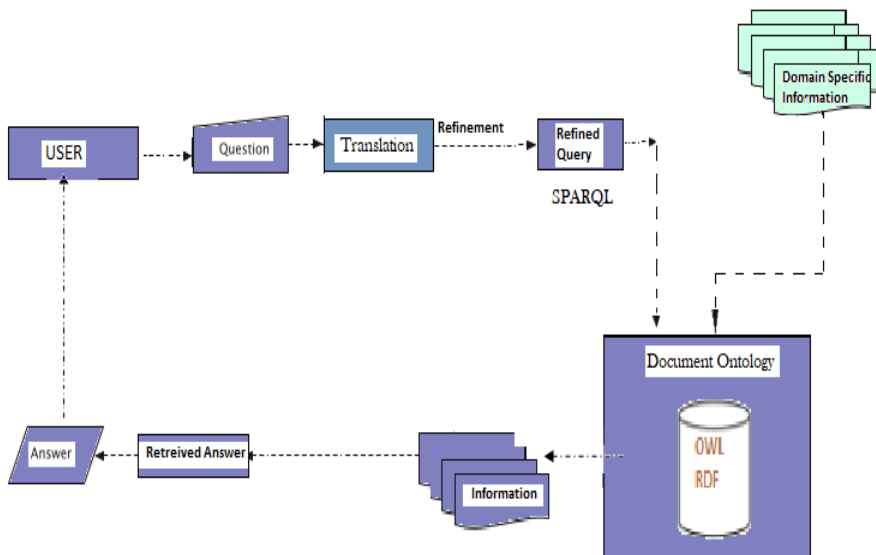 Domain Specific
Information
USER
Question
Translation
Refinement
Refined
Query
SPARQL
Document Ontology
OWL
RDF
Answer
Retreived Answer
Information